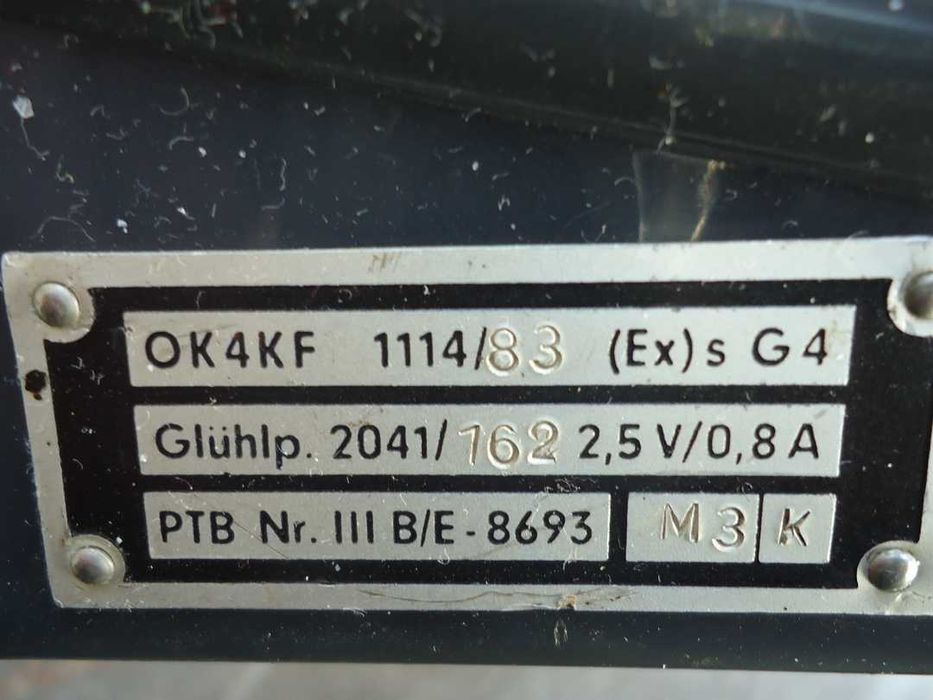 OK4KF 1114/83 (Ex)s G4
Glühlp. 2041/162 2,5 V/0,8 A
PTB Nr. III B/E-8693 M3 K